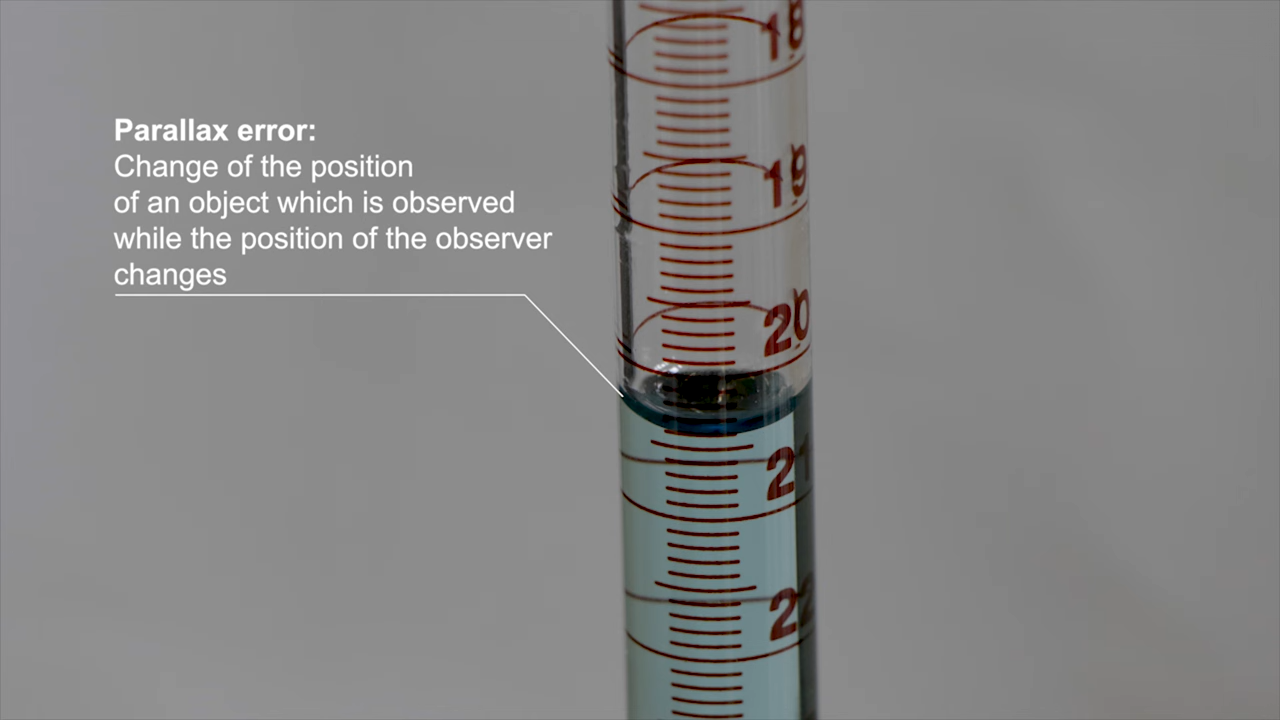 Parallax error:
Change of the position
of an object which is observed
while the position of the observer
changes
18
19
20
21
22